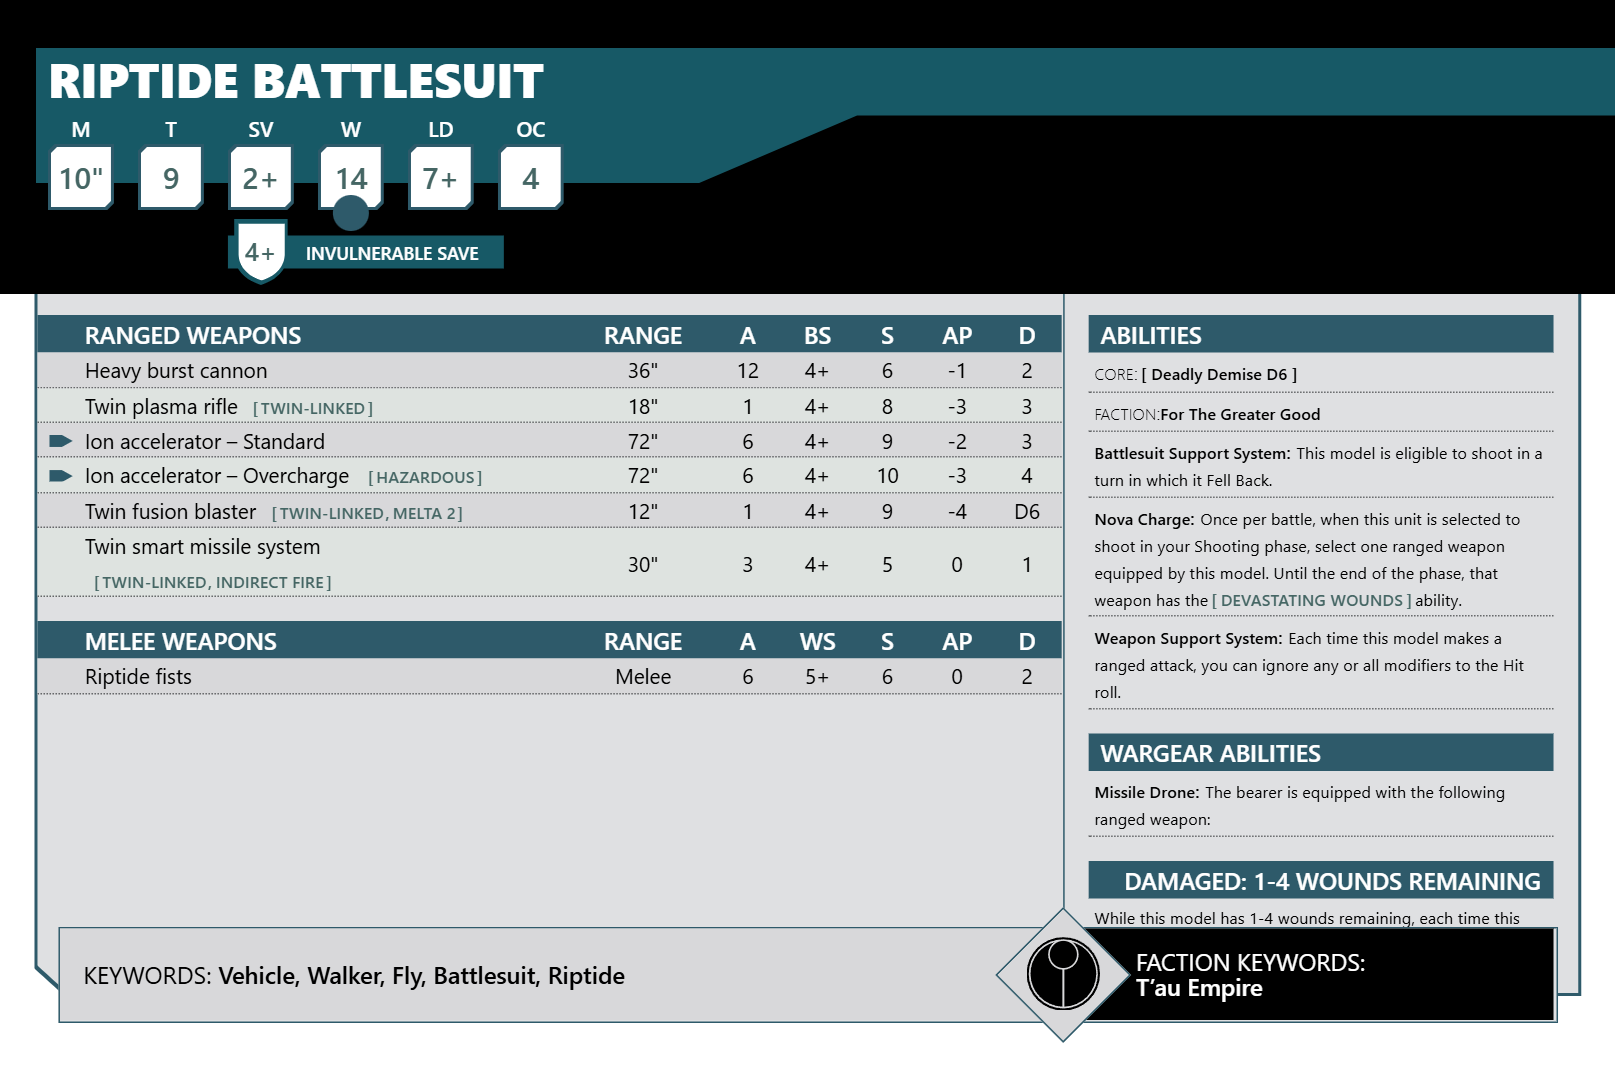 RIPTIDE BATTLESUIT
M T SV W LD OC
10" 9 2+ 14 7+ 4
4+ INVULNERABLE SAVE
RANGED WEAPONS RANGE A BS S AP D
Heavy burst cannon 36" 12 4+ 6 -1 2
Twin plasma rifle [TWIN-LINKED] 18" 1 4+ 8 -3 3
Ion accelerator – Standard 72" 6 4+ 9 -2 3
Ion accelerator – Overcharge [HAZARDOUS] 72" 6 4+ 10 -3 4
Twin fusion blaster [TWIN-LINKED, MELTA 2] 12" 1 4+ 9 -4 D6
Twin smart missile system
[TWIN-LINKED, INDIRECT FIRE] 30" 3 4+ 5 0 1
MELEE WEAPONS RANGE A WS S AP D
Riptide fists Melee 6 5+ 6 0 2
ABILITIES
CORE: [ Deadly Demise D6 ]
FACTION:For The Greater Good
Battlesuit Support System: This model is eligible to shoot in a
turn in which it Fell Back.
Nova Charge: Once per battle, when this unit is selected to
shoot in your Shooting phase, select one ranged weapon
equipped by this model. Until the end of the phase, that
weapon has the [ DEVASTATING WOUNDS ] ability.
Weapon Support System: Each time this model makes a
ranged attack, you can ignore any or all modifiers to the Hit
roll.
WARGEAR ABILITIES
Missile Drone: The bearer is equipped with the following
ranged weapon:
DAMAGED: 1-4 WOUNDS REMAINING
While this model has 1-4 wounds remaining, each time this
KEYWORDS: Vehicle, Walker, Fly, Battlesuit, Riptide
FACTION KEYWORDS:
T’au Empire